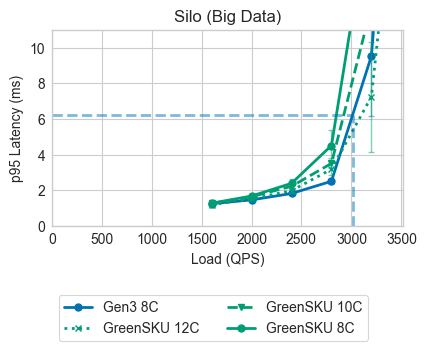 Silo (Big Data)
p95 Latency (ms)
10
8
6
4
2
0
0 500 1000 1500 2000 2500 3000 3500
Load (QPS)
Gen3 8C GreenSKU 10C
GreenSKU 12C GreenSKU 8C